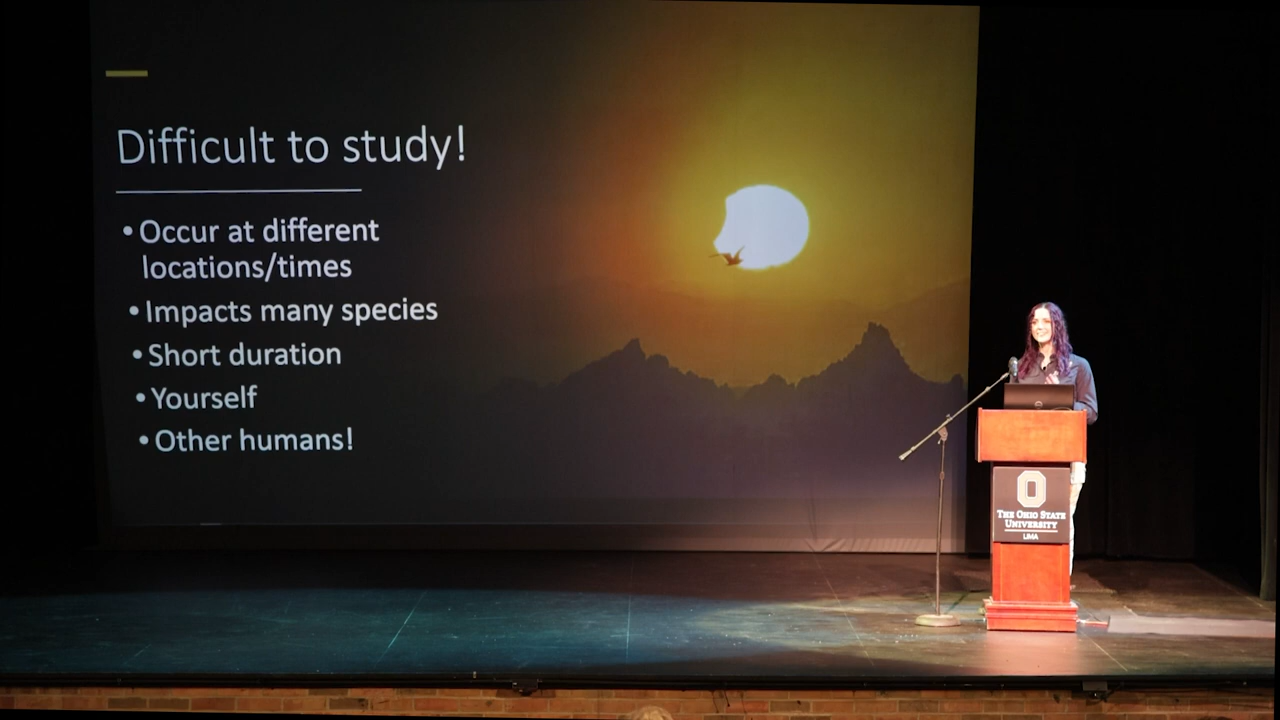 Difficult to study!
• Occur at different
locations/times
• Impacts many species
• Short duration
• Yourself
• Other humans!
O
THE OHIO STATE
UNIVERSITY
LIMA